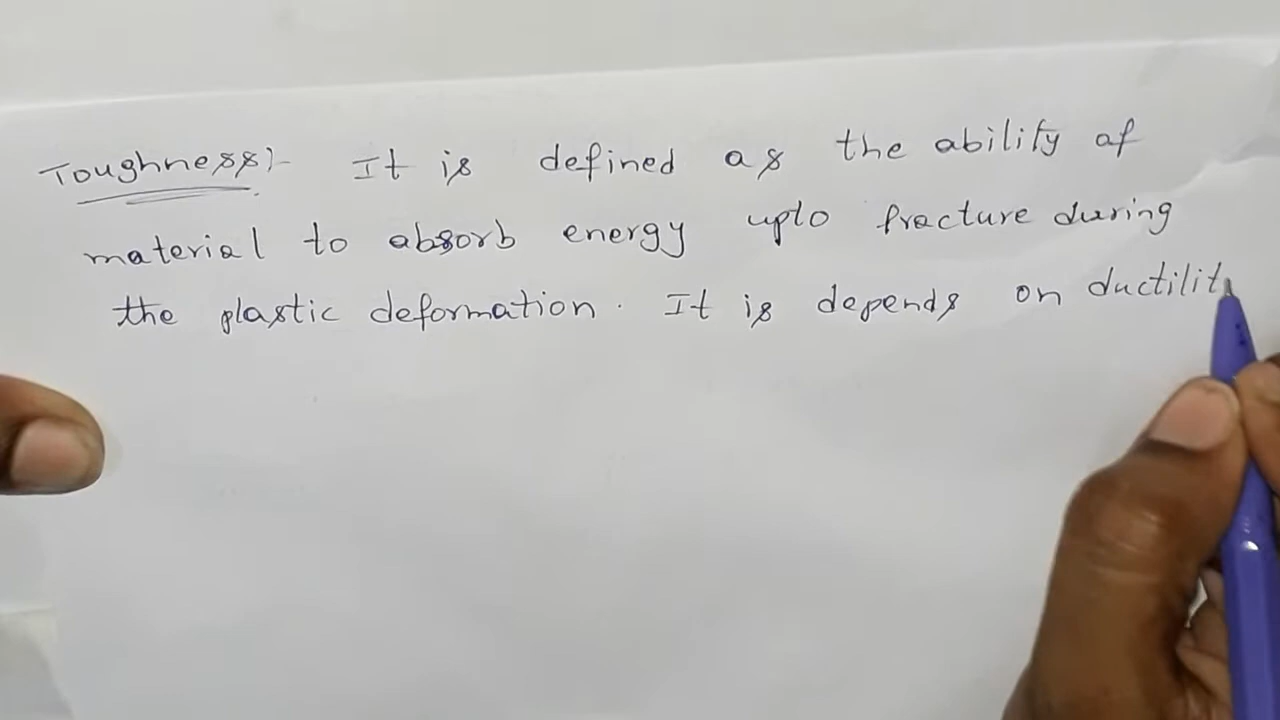 Toughness:- It is defined as the ability of
material to absorb energy upto fracture during
the plastic deformation. It is depends on ductilit